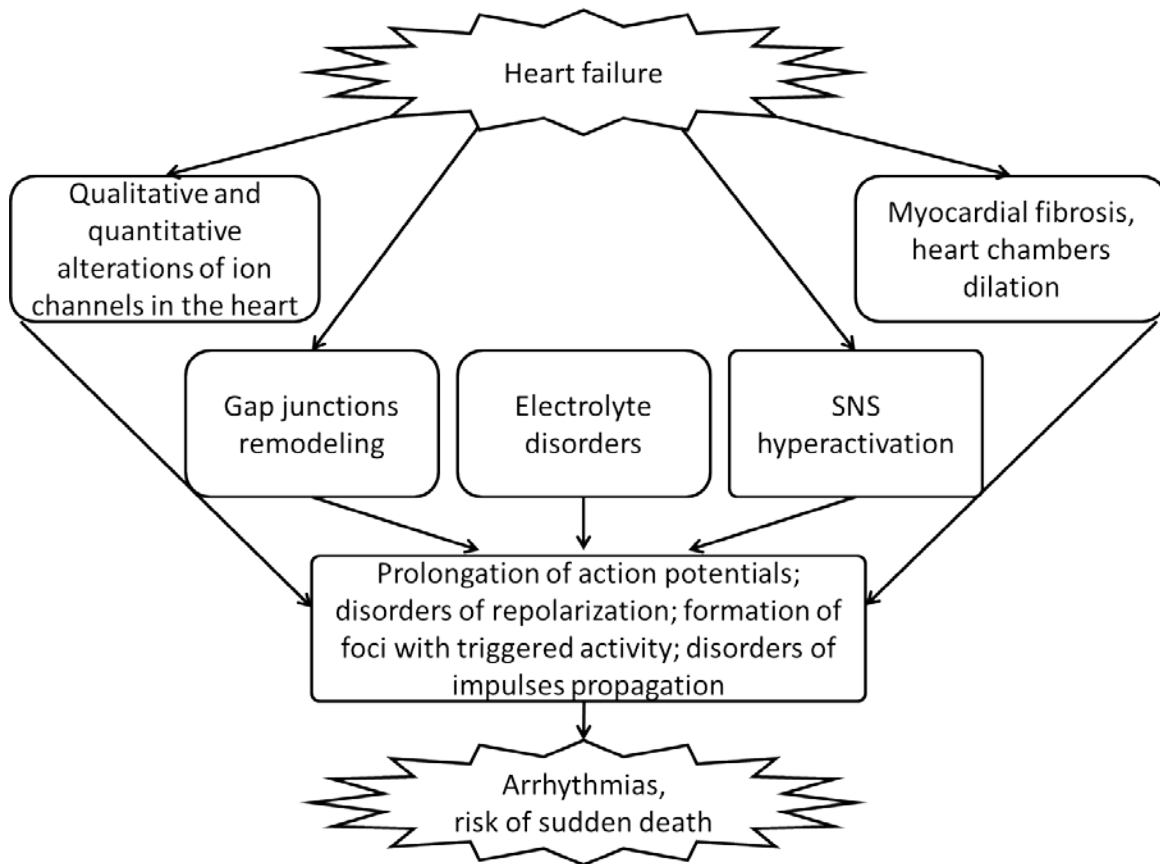 Heart failure
Qualitative and
quantitative
alterations of ion
channels in the heart
Myocardial fibrosis,
heart chambers
dilation
Gap junctions
remodeling
Electrolyte
disorders
SNS
hyperactivation
Prolongation of action potentials;
disorders of repolarization; formation of
foci with triggered activity; disorders of
impulses propagation
Arrhythmias,
risk of sudden death